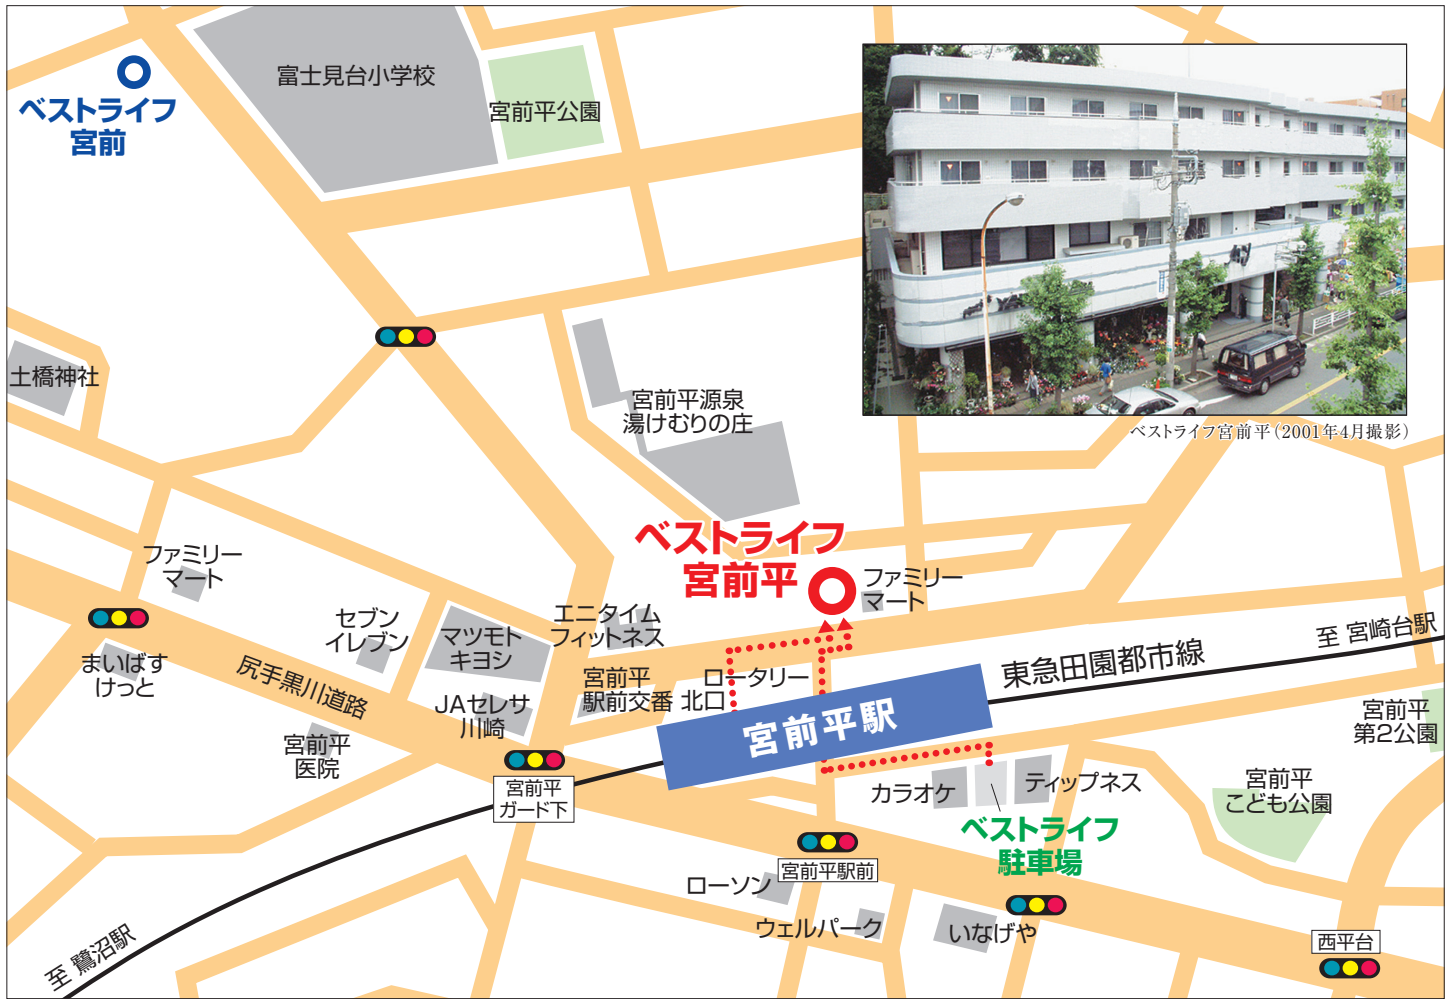 富士見台小学校
宮前平公園
ベストライフ
宮前
土橋神社
宮前平源泉
湯けむりの庄
ベストライフ宮前平(2001年4月撮影)
ベストライフ
宮前平
ファミリー
マート
ファミリー
マート
セブン
イレブン
マツモト
キヨシ
エニタイム
フィットネス
まいばす
けっと
尻手黒川道路
JAセレサ
川崎
宮前平
駅前交番
北口
ロータリー
宮前平駅
東急田園都市線
至 宮崎台駅
宮前平
医院
宮前平
ガード下
カラオケ
ティップネス
宮前平
第2公園
宮前平
こども公園
ベストライフ
駐車場
宮前平駅前
ローソン
ウェルパーク
いなげや
西平台
至 鷺沼駅